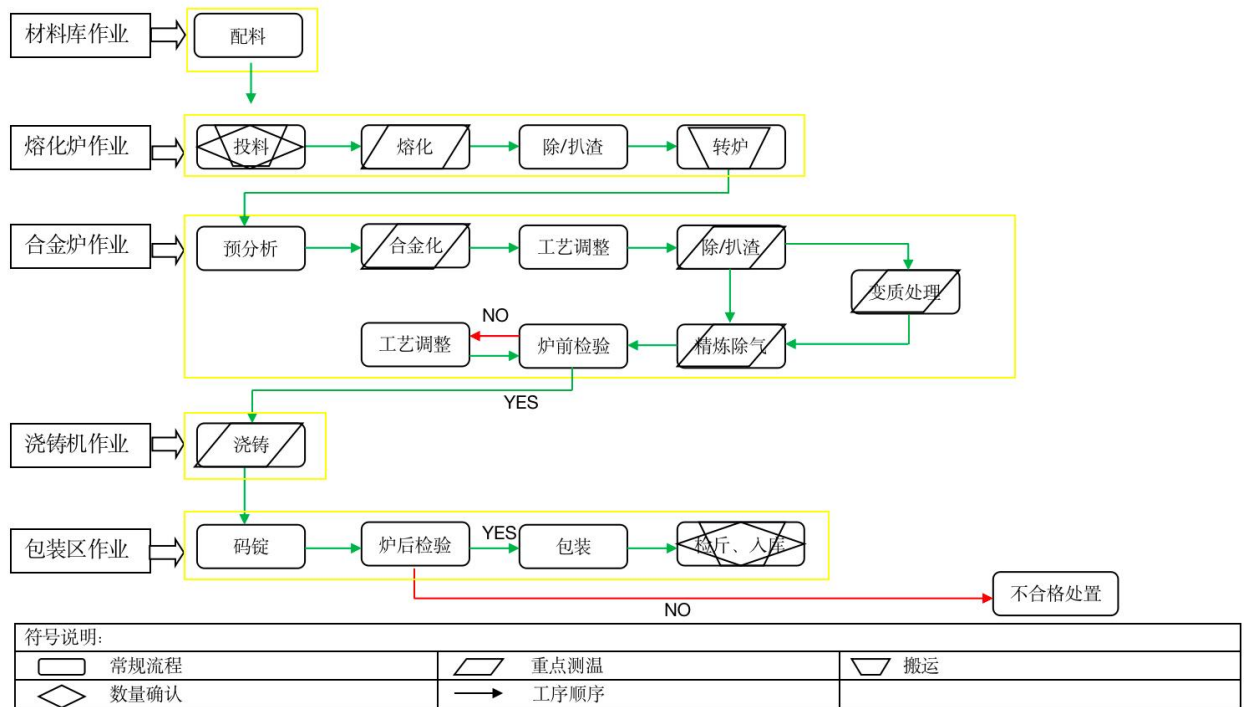 材料库作业
配料
熔化炉作业
投料
熔化
除/扒渣
转炉
合金炉作业
预分析
合金化
工艺调整
除/扒渣
变质处理
NO
工艺调整
炉前检验
精炼除气
YES
浇铸机作业
浇铸
包装区作业
码锭
炉后检验
YES
包装
检斤、入库
NO
不合格处置
符号说明:
常规流程
重点测温
搬运
数量确认
工序顺序